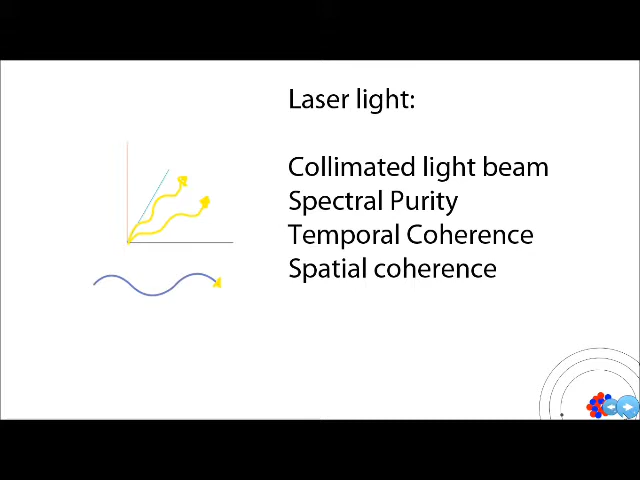 Laser light:
Collimated light beam
Spectral Purity
Temporal Coherence
Spatial coherence